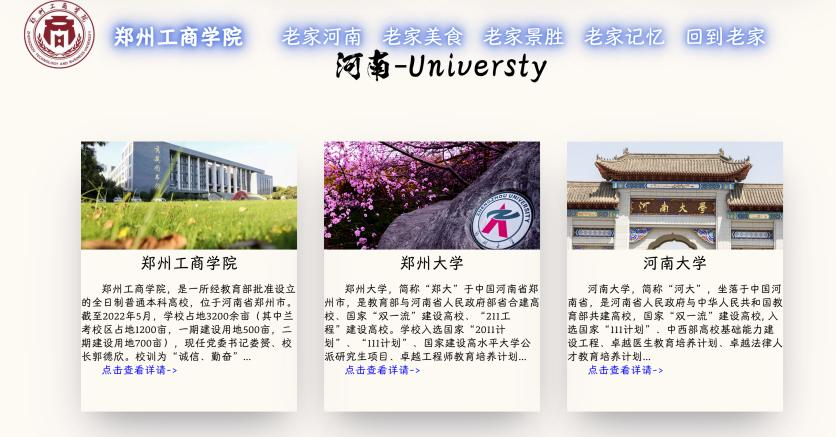 郑州工商学院 老家河南 老家美食 老家景胜 老家记忆 回到老家
河南-Universty
郑州工商学院
郑州工商学院，是一所经教育部批准设立
的全日制普通本科高校，位于河南省郑州市。
截至2022年5月，学校占地3200余亩（其中兰
考校区占地1200亩，一期建设用地500亩，二
期建设用地700亩），现任党委书记娄赟、校
长郭德欣。校训为“诚信、勤奋”...
点击查看详请->
ZHENGZHOU UNIVERSITY
郑州大学
郑州大学，简称“郑大”于中国河南省郑
州市，是教育部与河南省人民政府部省合建高
校、国家“双一流”建设高校、“211工
程”建设高校。学校入选国家“2011计
划”、“111计划”、国家建设高水平大学公
派研究生项目、卓越工程师教育培养计划...
点击查看详请->
河南大學
河南大学
河南大学，简称“河大”，坐落于中国河
南省，是河南省人民政府与中华人民共和国教
育部共建高校，国家“双一流”建设高校,入
选国家“111计划”、中西部高校基础能力建
设工程、卓越医生教育培养计划、卓越法律人
才教育培养计划...
点击查看详请->